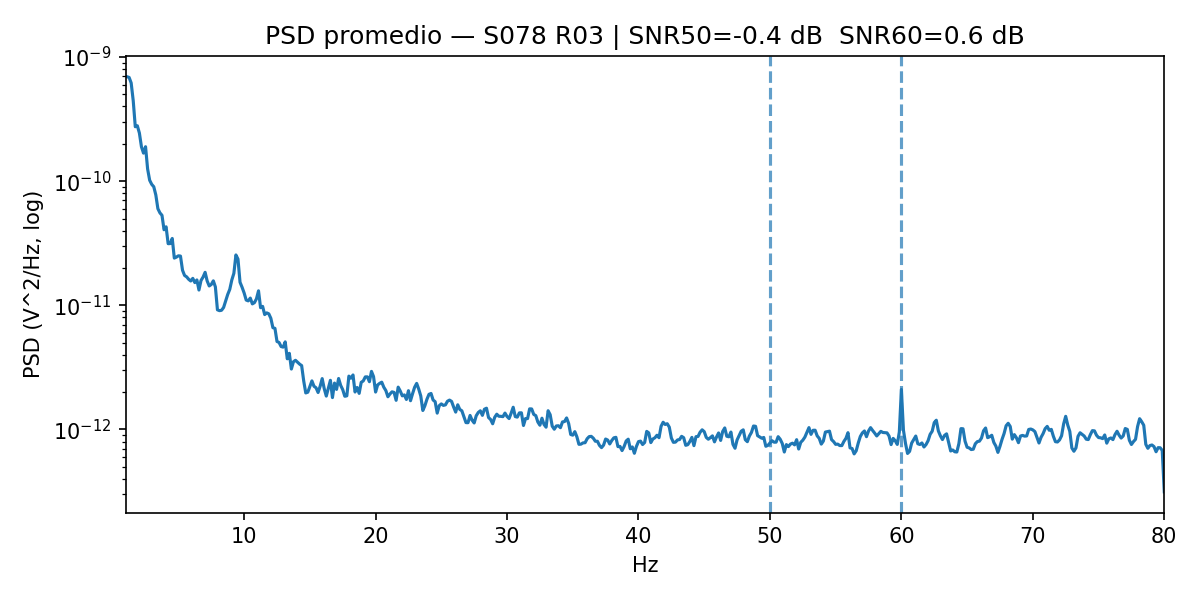 PSD promedio — S078 R03 | SNR50=-0.4 dB  SNR60=0.6 dB
PSD (V^2/Hz, log)
10⁻⁹
10⁻¹⁰
10⁻¹¹
10⁻¹²
10 20 30 40 50 60 70 80
Hz